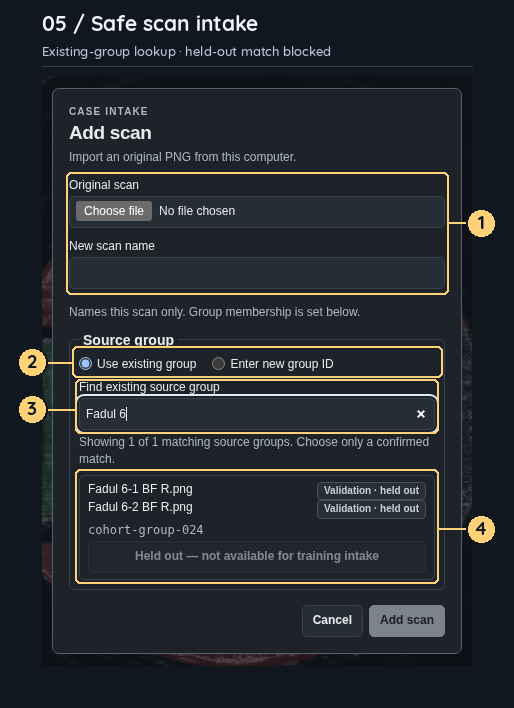 05 / Safe scan intake
Existing-group lookup · held-out match blocked
CASE INTAKE
Add scan
Import an original PNG from this computer.
Original scan
Choose file No file chosen
1
New scan name
Names this scan only. Group membership is set below.
Source group
2
Use existing group Enter new group ID
Find existing source group
3
Fadul 6 ×
Showing 1 of 1 matching source groups. Choose only a confirmed
match.
Fadul 6-1 BF R.png Validation · held out
Fadul 6-2 BF R.png Validation · held out
4
cohort-group-024
Held out — not available for training intake
Cancel Add scan